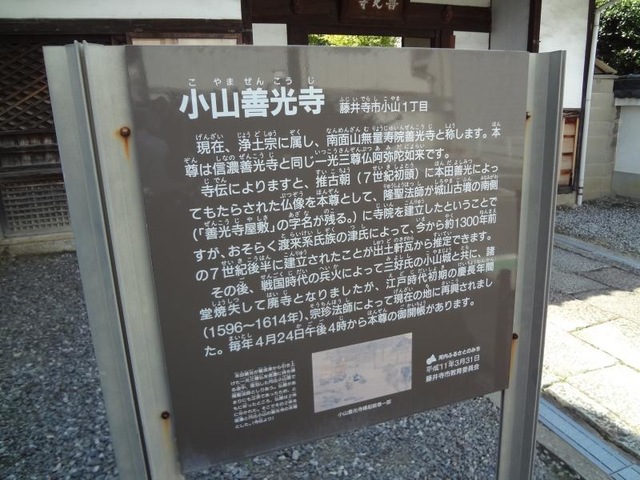 善光寺
小山善光寺 藤井寺市小山1丁目
現在、浄土宗に属し、南面山無量寿院善光寺と称します。本
尊は信濃善光寺と同じ一光三尊仏阿弥陀如来です。
寺伝によりますと、推古朝(7世紀初頭)に本田善光によっ
てもたらされた仏像を本尊として、隆聖法師が城山古墳の南側
(「善光寺屋敷」の字名が残る。)に寺院を建立したということで
すが、おそらく渡来系氏族の津氏によって、今から約1300年前
の7世紀後半に建立されたことが出土軒瓦から推定できます。
その後、戦国時代の兵火によって三好氏の小山城と共に、諸
堂焼失して廃寺となりましたが、江戸時代初期の慶長年間
(1596〜1614年)、宗珍法師によって現在の地に再興されまし
た。毎年4月24日午後4時から本尊の御開帳があります。
小山善光寺縁起絵巻一部
河内ふるさとのみち
平成11年3月31日
藤井寺市教育委員会